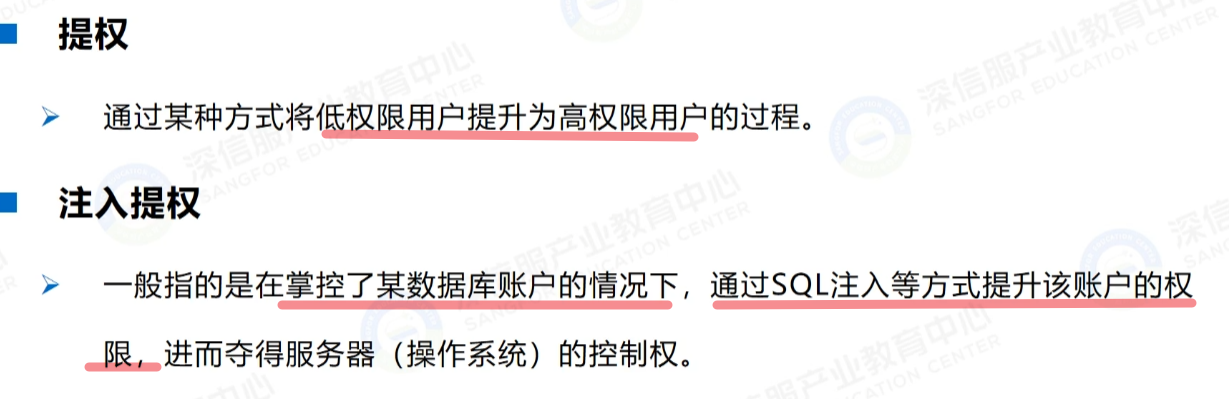 提权
通过某种方式将低权限用户提升为高权限用户的过程。
注入提权
一般指的是在掌控了某数据库账户的情况下，通过SQL注入等方式提升该账户的权
限，进而夺得服务器（操作系统）的控制权。
深信服产业教育中心
SANGFOR EDUCATION CENTER